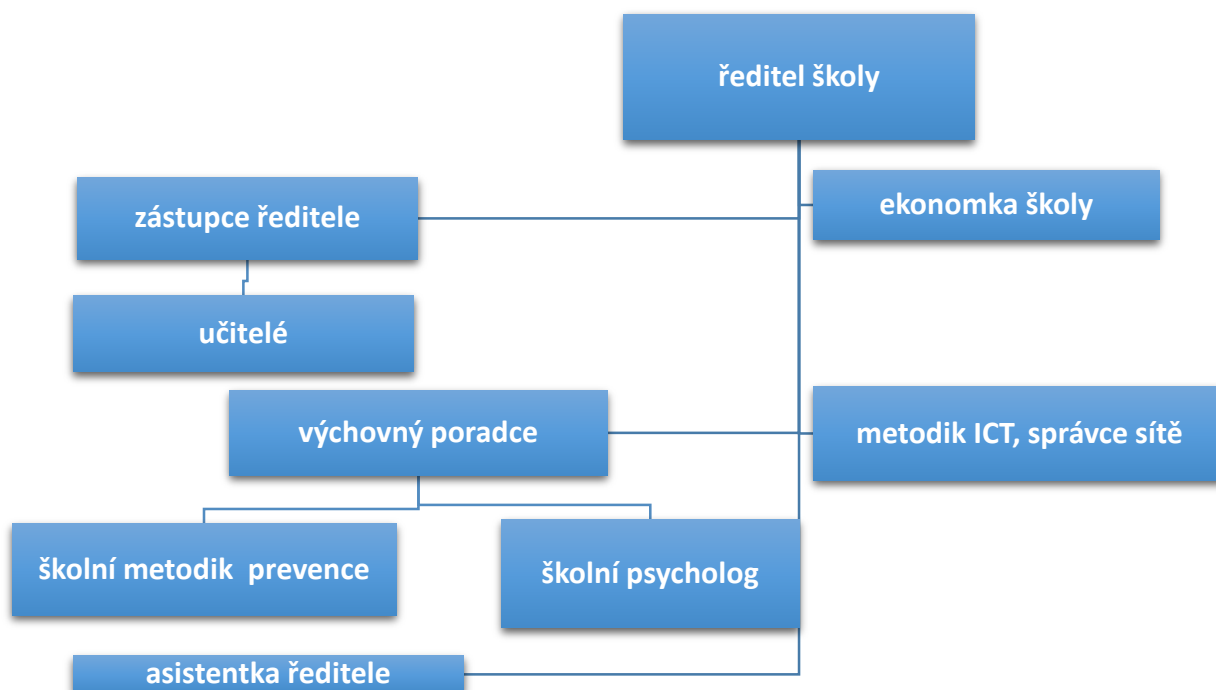 ředitel školy
ekonomka školy
zástupce ředitele
učitelé
výchovný poradce
metodik ICT, správce sítě
školní metodik  prevence
školní psycholog
asistentka ředitele